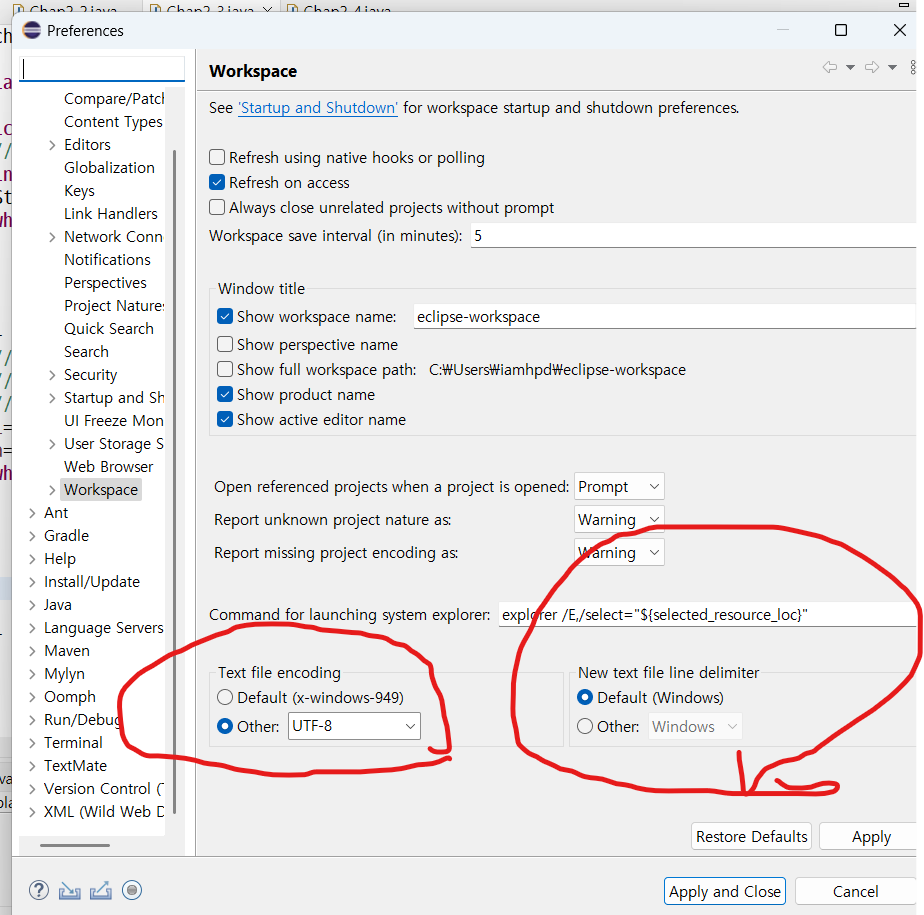 Chap2-2.java
Chap2-3.java
Chap2-4.java
Preferences
Workspace
See 'Startup and Shutdown' for workspace startup and shutdown preferences.
Compare/Patch
Content Types
Editors
Globalization
Keys
Link Handlers
Network Conn
Notifications
Perspectives
Project Natures
Quick Search
Search
Security
Startup and Sh
UI Freeze Mon
User Storage S
Web Browser
Workspace
Ant
Gradle
Help
Install/Update
Java
Language Servers
Maven
Mylyn
Oomph
Run/Debug
Terminal
TextMate
Version Control (T
XML (Wild Web D
Refresh using native hooks or polling
Refresh on access
Always close unrelated projects without prompt
Workspace save interval (in minutes): 5
Window title
Show workspace name: eclipse-workspace
Show perspective name
Show full workspace path: C:₩Users₩iamhpd₩eclipse-workspace
Show product name
Show active editor name
Open referenced projects when a project is opened: Prompt
Report unknown project nature as: Warning
Report missing project encoding as: Warning
Command for launching system explorer: explorer /E,/select="${selected_resource_loc}"
Text file encoding
Default (x-windows-949)
Other: UTF-8
New text file line delimiter
Default (Windows)
Other: Windows
Restore Defaults
Apply
Apply and Close
Cancel